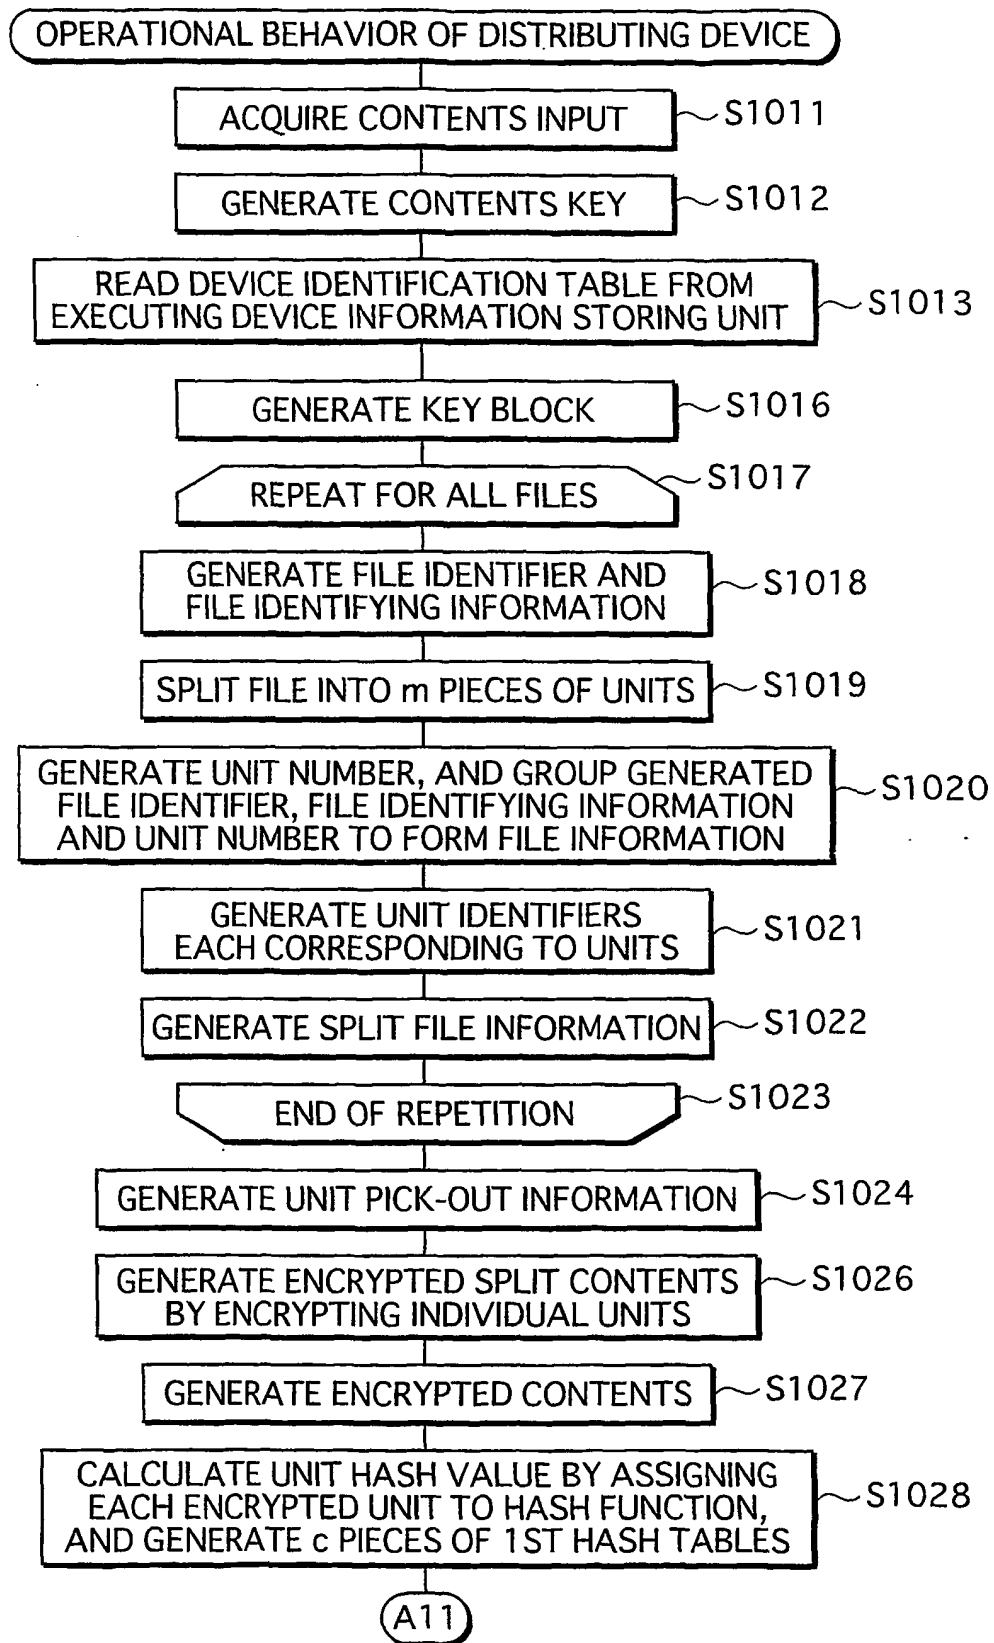 OPERATIONAL BEHAVIOR OF DISTRIBUTING DEVICE
ACQUIRE CONTENTS INPUT
S1011
GENERATE CONTENTS KEY
S1012
READ DEVICE IDENTIFICATION TABLE FROM
EXECUTING DEVICE INFORMATION STORING UNIT
S1013
GENERATE KEY BLOCK
S1016
REPEAT FOR ALL FILES
S1017
GENERATE FILE IDENTIFIER AND
FILE IDENTIFYING INFORMATION
S1018
SPLIT FILE INTO m PIECES OF UNITS
S1019
GENERATE UNIT NUMBER, AND GROUP GENERATED
FILE IDENTIFIER, FILE IDENTIFYING INFORMATION
AND UNIT NUMBER TO FORM FILE INFORMATION
S1020
GENERATE UNIT IDENTIFIERS
EACH CORRESPONDING TO UNITS
S1021
GENERATE SPLIT FILE INFORMATION
S1022
END OF REPETITION
S1023
GENERATE UNIT PICK-OUT INFORMATION
S1024
GENERATE ENCRYPTED SPLIT CONTENTS
BY ENCRYPTING INDIVIDUAL UNITS
S1026
GENERATE ENCRYPTED CONTENTS
S1027
CALCULATE UNIT HASH VALUE BY ASSIGNING
EACH ENCRYPTED UNIT TO HASH FUNCTION,
AND GENERATE c PIECES OF 1ST HASH TABLES
S1028
A11